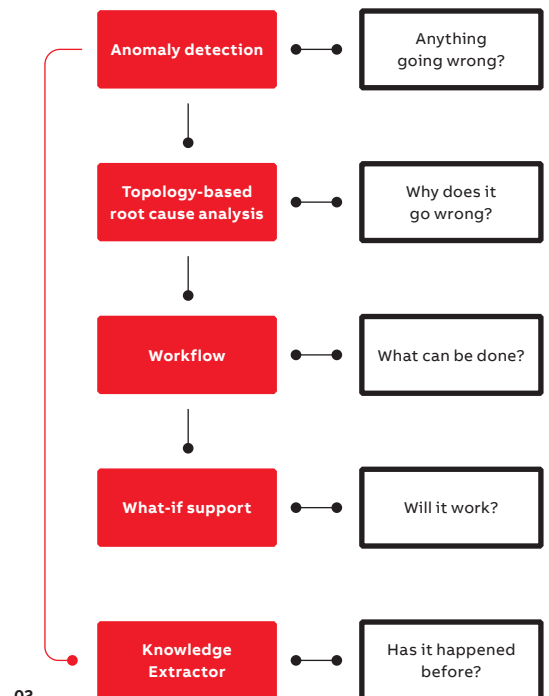 Anomaly detection
Anything
going wrong?
Topology-based
root cause analysis
Why does it
go wrong?
Workflow
What can be done?
What-if support
Will it work?
Knowledge
Extractor
Has it happened
before?